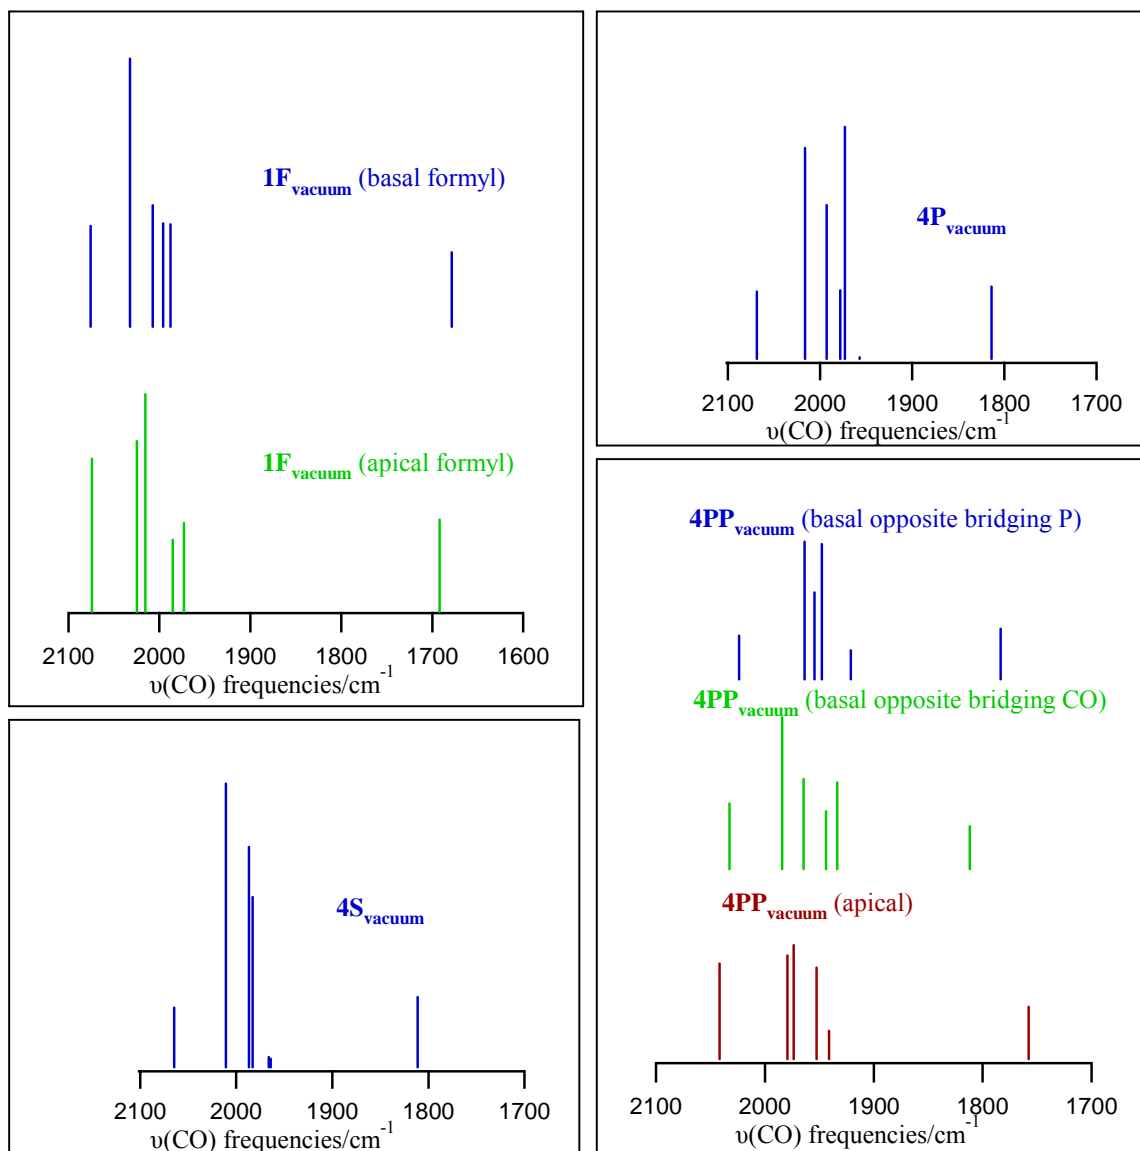 1Fvacuum (basal formyl)
1Fvacuum (apical formyl)
2100 2000 1900 1800 1700 1600
υ(CO) frequencies/cm-1
4Pvacuum
2100 2000 1900 1800 1700
υ(CO) frequencies/cm-1
4Svacuum
2100 2000 1900 1800 1700
υ(CO) frequencies/cm-1
4PPvacuum (basal opposite bridging P)
4PPvacuum (basal opposite bridging CO)
4PPvacuum (apical)
2100 2000 1900 1800 1700
υ(CO) frequencies/cm-1